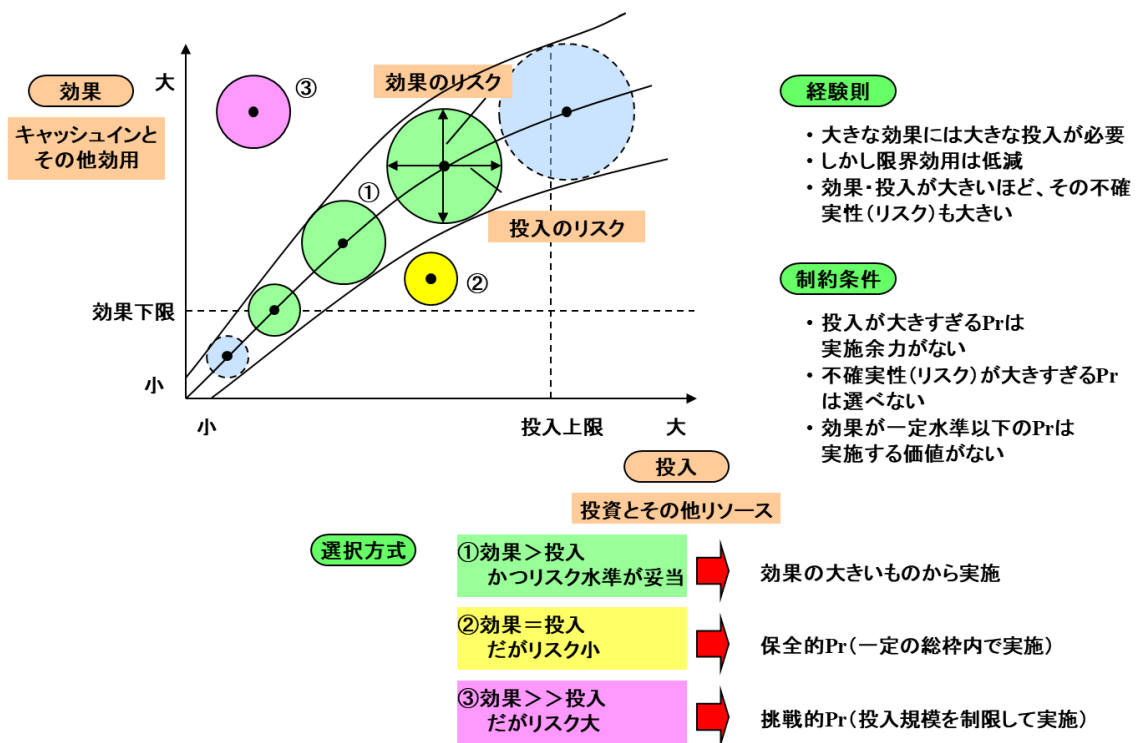 効果
キャッシュインと
その他効用
大
小
効果下限
③
①
②
効果のリスク
投入のリスク
小
投入上限
大
投入
投資とその他リソース
経験則
・大きな効果には大きな投入が必要
・しかし限界効用は低減
・効果・投入が大きいほど、その不確
実性(リスク)も大きい
制約条件
・投入が大きすぎるPrは
実施余力がない
・不確実性(リスク)が大きすぎるPr
は選べない
・効果が一定水準以下のPrは
実施する価値がない
選択方式
①効果＞投入
かつリスク水準が妥当
効果の大きいものから実施
②効果＝投入
だがリスク小
保全的Pr(一定の総枠内で実施)
③効果＞＞投入
だがリスク大
挑戦的Pr(投入規模を制限して実施)